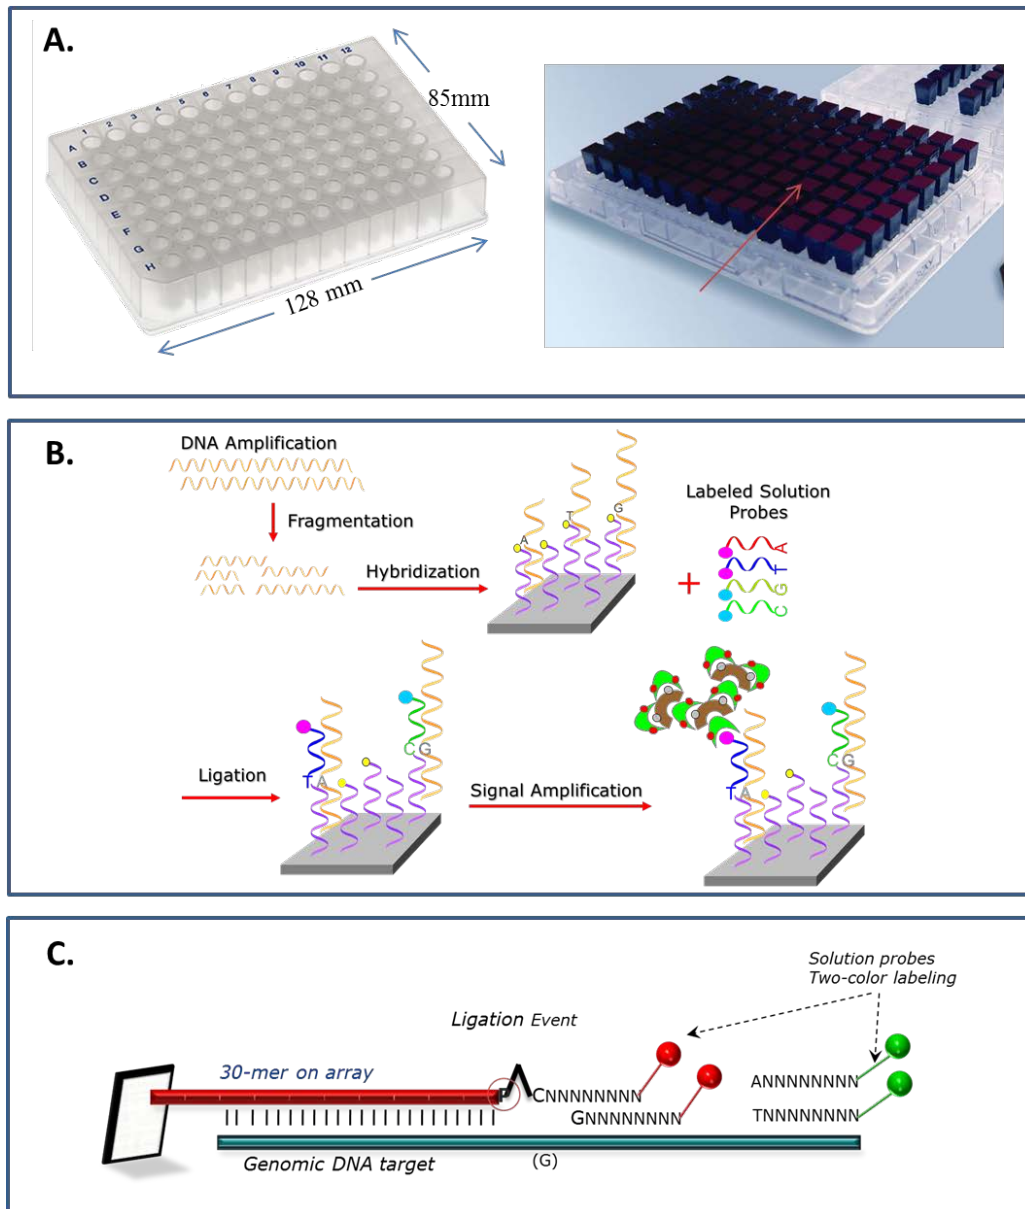 A.
1 2 3 4 5 6 7 8 9 10 11 12
A
B
C
D
E
F
G
H
85mm
128 mm
B.
DNA Amplification
Fragmentation
Hybridization
A
T
G
Labeled Solution
Probes
A
T
G
C
Ligation
T A
C G
Signal Amplification
T A
C G
C.
Solution probes
Two-color labeling
Ligation Event
30-mer on array
P
CNNNNNNNN
GNNNNNNNN
ANNNNNNNN
TNNNNNNNN
Genomic DNA target
(G)